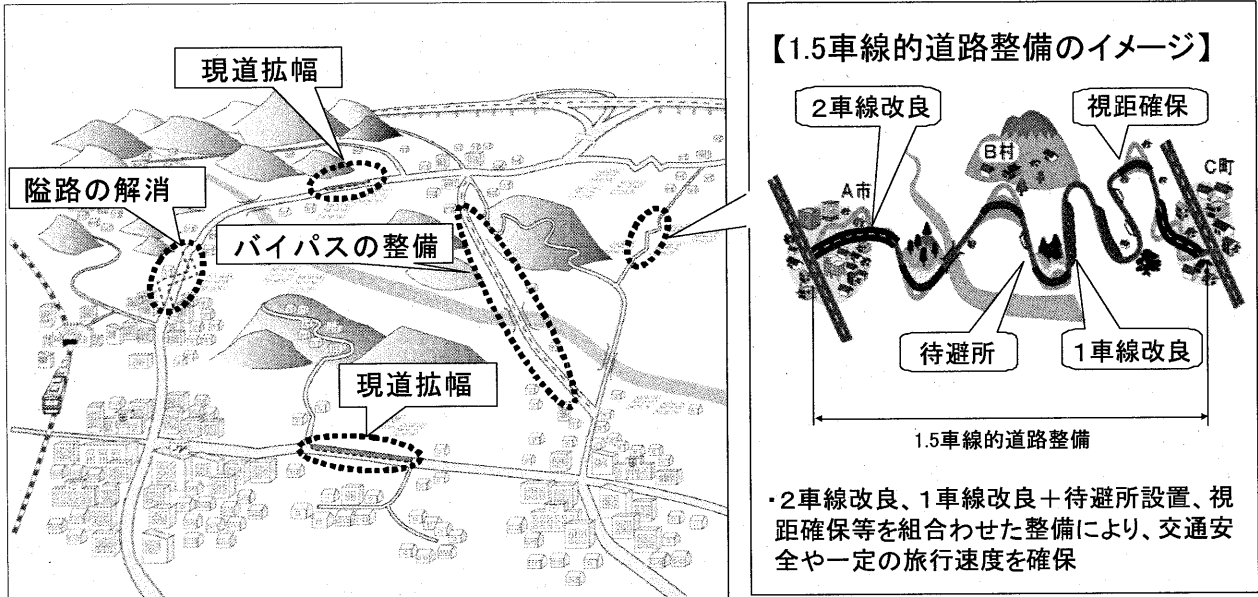 現道拡幅
隘路の解消
バイパスの整備
現道拡幅
【1.5車線的道路整備のイメージ】
2車線改良
視距確保
B村
C町
A市
待避所
1車線改良
1.5車線的道路整備
・2車線改良、1車線改良＋待避所設置、視
距確保等を組合わせた整備により、交通安
全や一定の旅行速度を確保